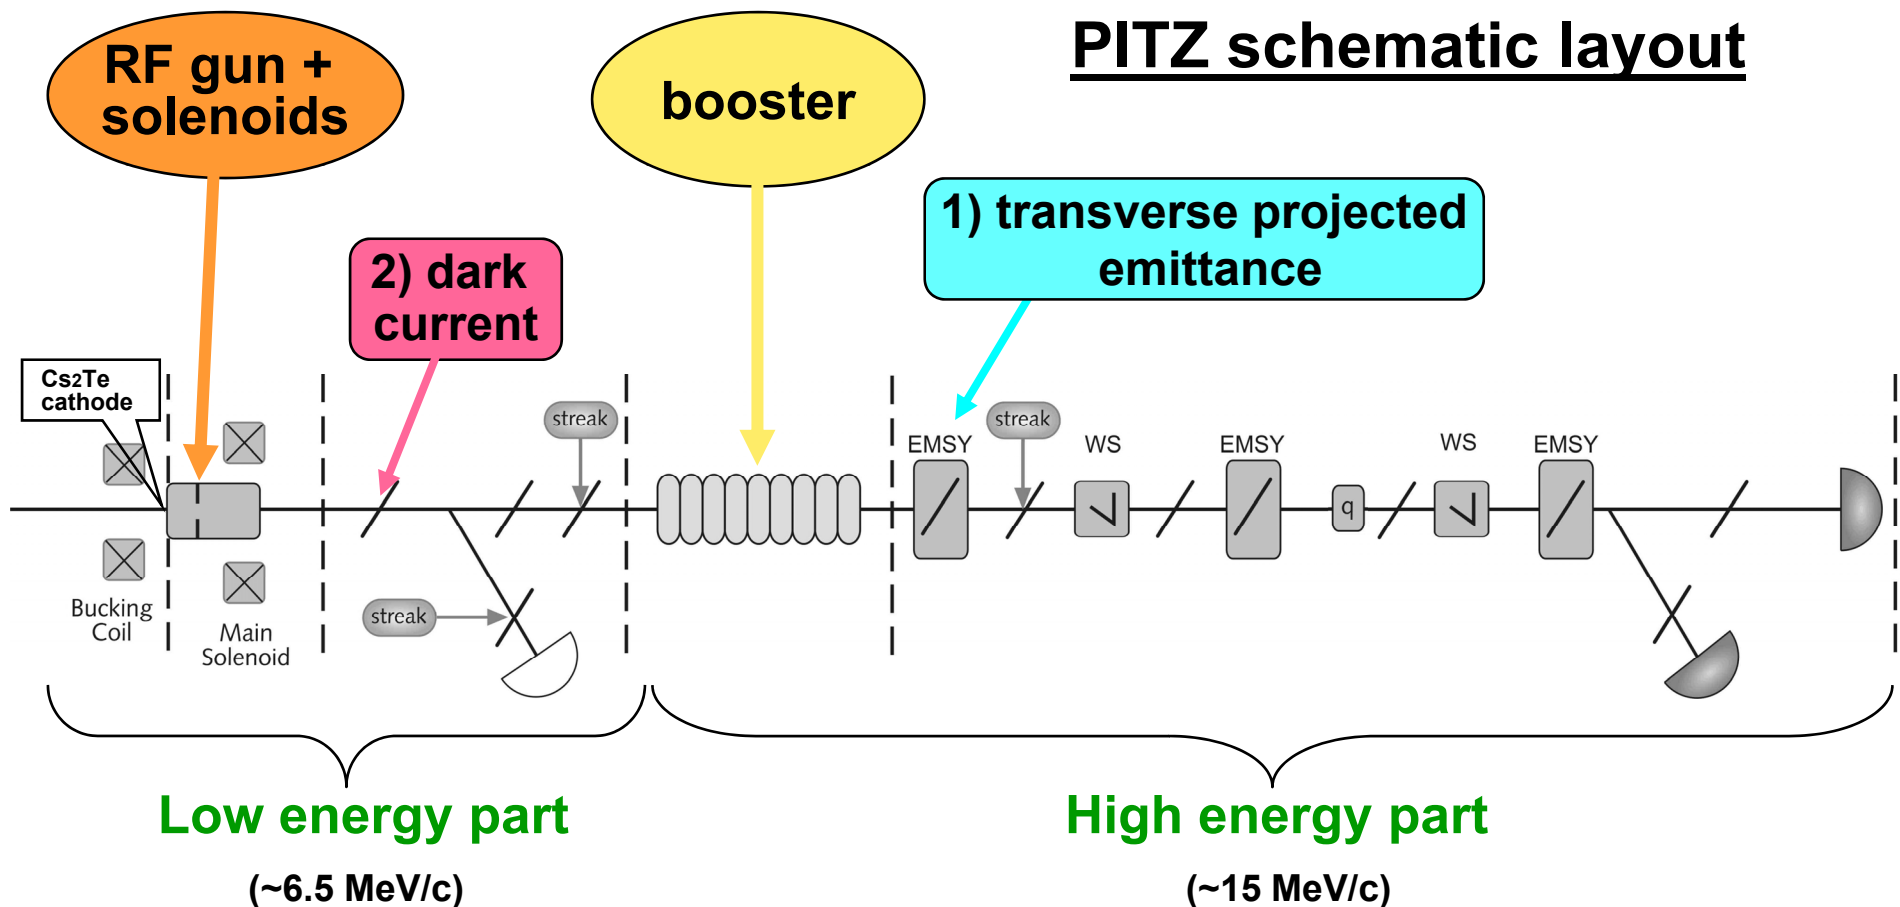 PITZ schematic layout
RF gun +
solenoids
booster
1) transverse projected
emittance
2) dark
current
Cs2Te
cathode
streak
streak
EMSY
WS
EMSY
WS
EMSY
q
Bucking
Coil
Main
Solenoid
streak
Low energy part
High energy part
(~6.5 MeV/c)
(~15 MeV/c)